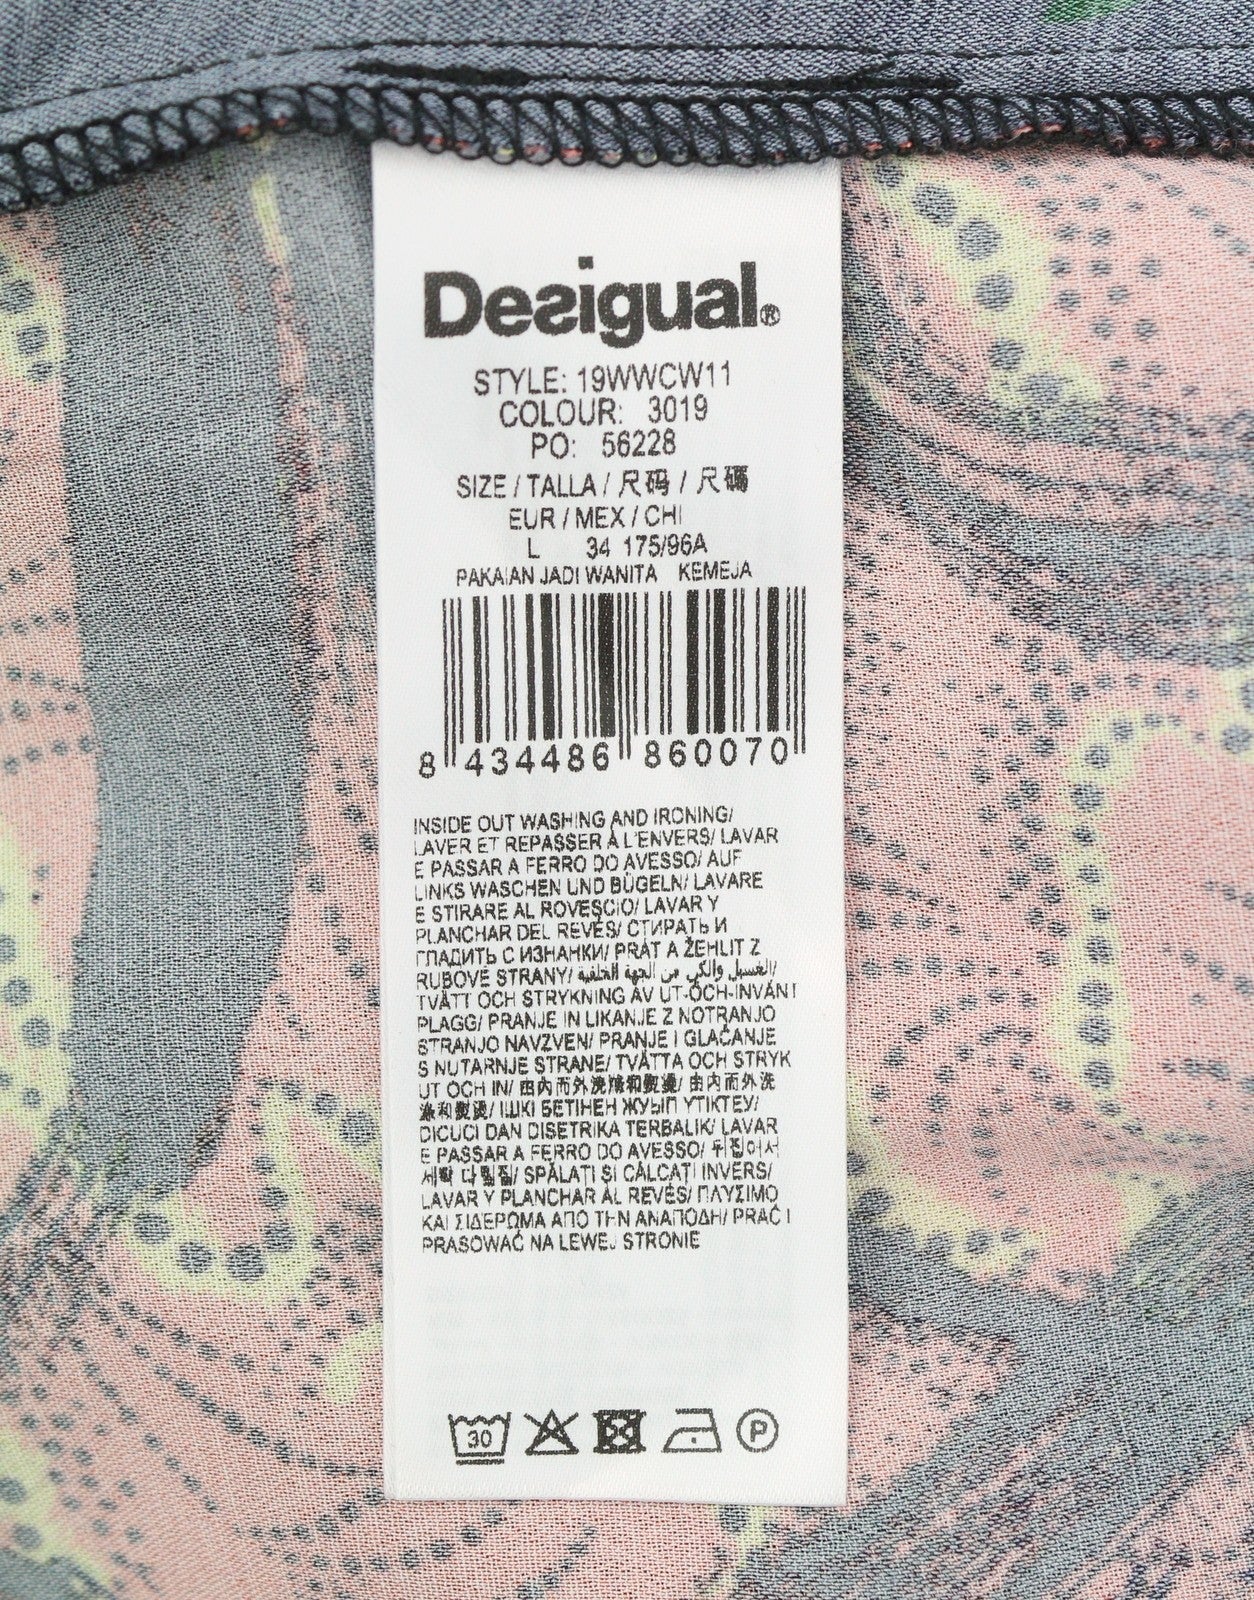 Desigual®
STYLE: 19WWCW11
COLOUR: 3019
PO: 56228
SIZE / TALLA / 尺码 / 尺碼
EUR / MEX / CHI
L 34 175/96A
PAKAIAN JADI WANITA KEMEJA
8 434486 860070
INSIDE OUT WASHING AND IRONING/
LAVER ET REPASSER À L'ENVERS/ LAVAR
E PASSAR A FERRO DO AVESSO/ AUF
LINKS WASCHEN UND BÜGELN/ LAVARE
E STIRARE AL ROVESCIO/ LAVAR Y
PLANCHAR DEL REVÉS/ СТИРАТЬ И
ГЛАДИТЬ С ИЗНАНКИ/ PRÁT A ŽEHLIT Z
RUBOVÉ STRANY/ الغسيل والكي من الجهة الخلفية/
TVÄTT OCH STRYKNING AV UT-OCH-INVÄNT
PLAGG/ PRANJE IN LIKANJE Z NOTRANJO
STRANJO NAVZVEN/ PRANJE I GLAČANJE
S NUTARNJE STRANE/ TVÄTTA OCH STRYK
UT OCH IN/ 由内而外洗涤和熨烫/ 由内而外洗
滌和熨燙/ ІШКІ БЕТІНЕН ЖУЫП ҮТІКТЕУ/
DICUCI DAN DISETRIKA TERBALIK/ LAVAR
E PASSAR A FERRO DO AVESSO/ 뒤집어서
세탁 다림질/ SPĂLAȚI ȘI CĂLCAȚI INVERS/
LAVAR Y PLANCHAR AL REVÉS/ ΠΛΥΣΙΜΟ
ΚΑΙ ΣΙΔΕΡΩΜΑ ΑΠΟ ΤΗΝ ΑΝΑΠΟΔΗ/ PRAĆ I
PRASOWAĆ NA LEWEJ STRONIE
30
P